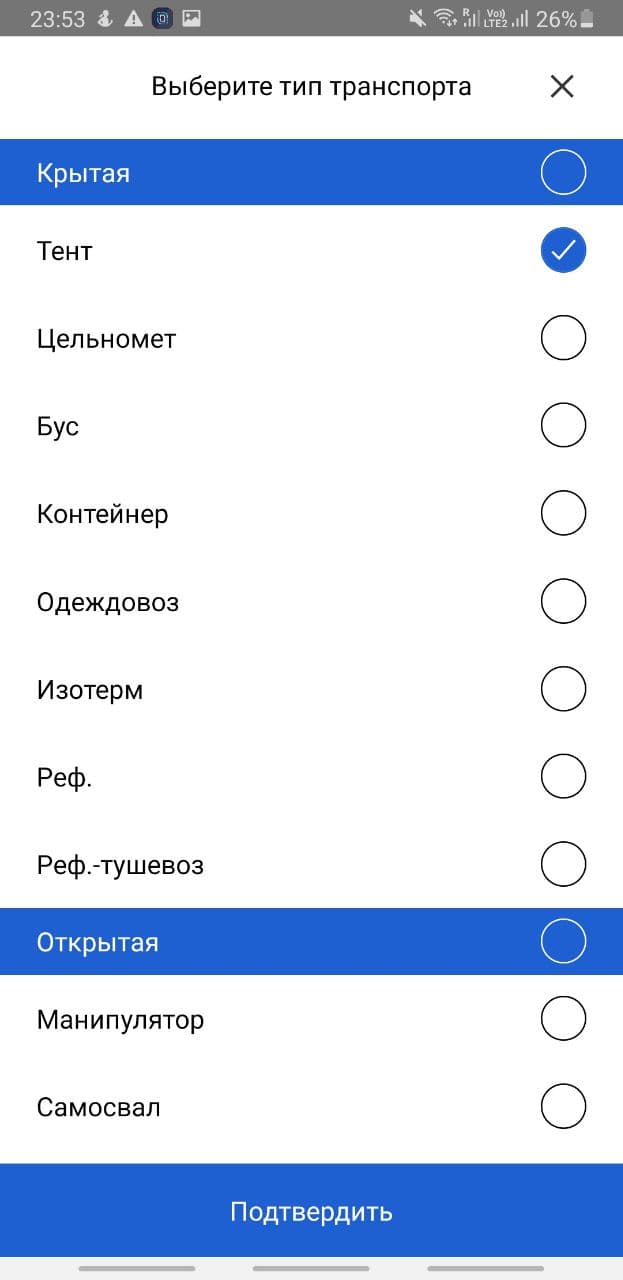 23:53 26%
Выберите тип транспорта
Крытая
Тент
Цельномет
Бус
Контейнер
Одеждовоз
Изотерм
Реф.
Реф.-тушевоз
Открытая
Манипулятор
Самосвал
Подтвердить